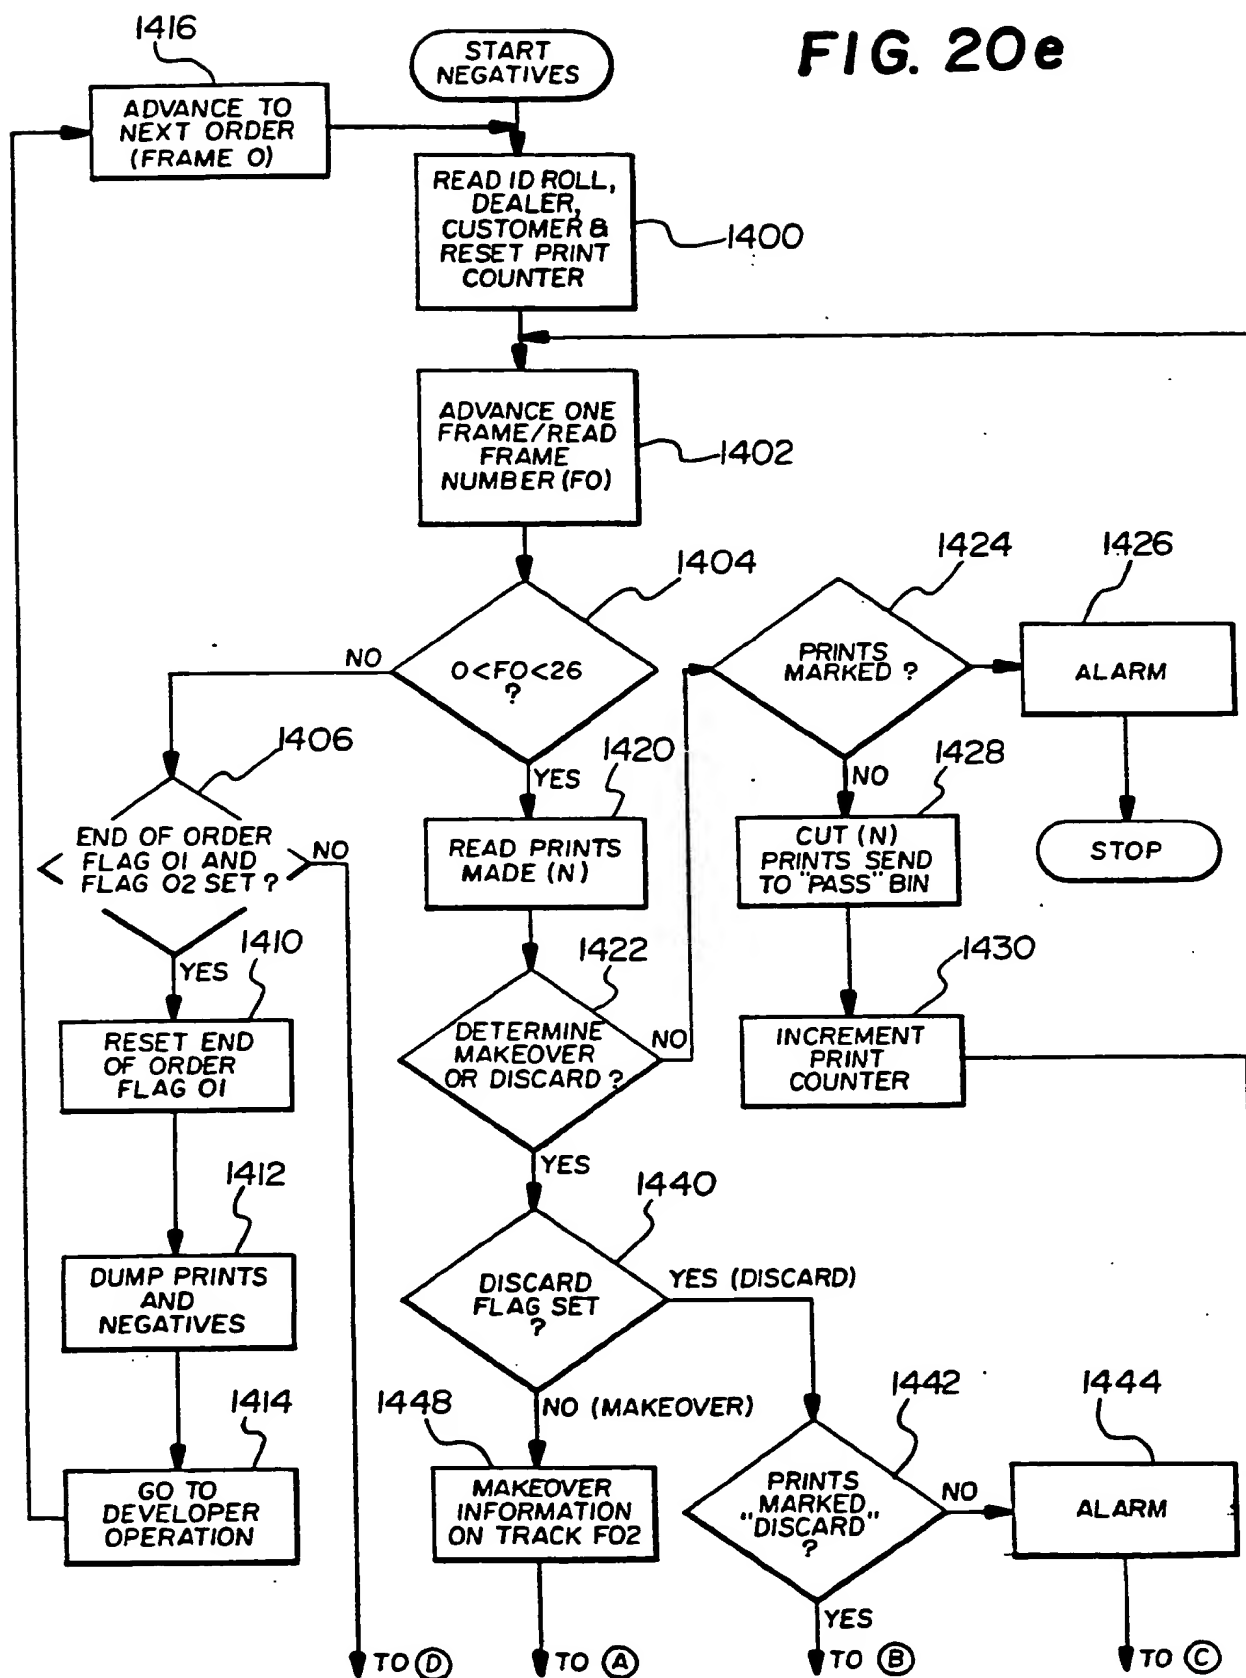 FIG. 20e
1416
START
NEGATIVES
ADVANCE TO
NEXT ORDER
(FRAME 0)
READ ID ROLL,
DEALER,
CUSTOMER &
RESET PRINT
COUNTER
1400
ADVANCE ONE
FRAME/READ
FRAME
NUMBER (FO)
1402
1404
0<FO<26
?
NO
YES
1424
PRINTS
MARKED ?
NO
1426
ALARM
STOP
1406
END OF ORDER
FLAG 01 AND
FLAG 02 SET ?
NO
YES
1420
READ PRINTS
MADE (N)
1428
CUT (N)
PRINTS SEND
TO "PASS" BIN
1410
RESET END
OF ORDER
FLAG 01
1422
DETERMINE
MAKEOVER
OR DISCARD ?
NO
YES
1430
INCREMENT
PRINT
COUNTER
1412
DUMP PRINTS
AND
NEGATIVES
1440
DISCARD
FLAG SET
?
YES (DISCARD)
NO (MAKEOVER)
1414
GO TO
DEVELOPER
OPERATION
1448
MAKEOVER
INFORMATION
ON TRACK FO2
1442
PRINTS
MARKED
"DISCARD"
?
NO
YES
1444
ALARM
TO D
TO A
TO B
TO C